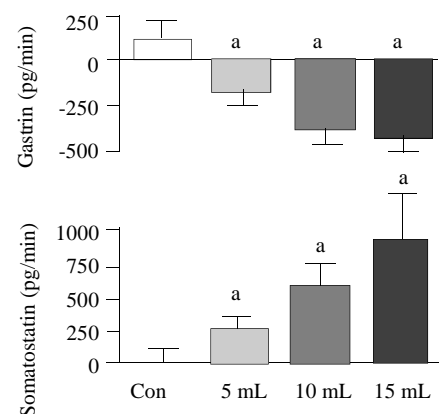 Gastrin (pg/min)
250
0
-250
-500
a a a
Somatostatin (pg/min)
1000
750
500
250
0
a a a
Con 5 mL 10 mL 15 mL